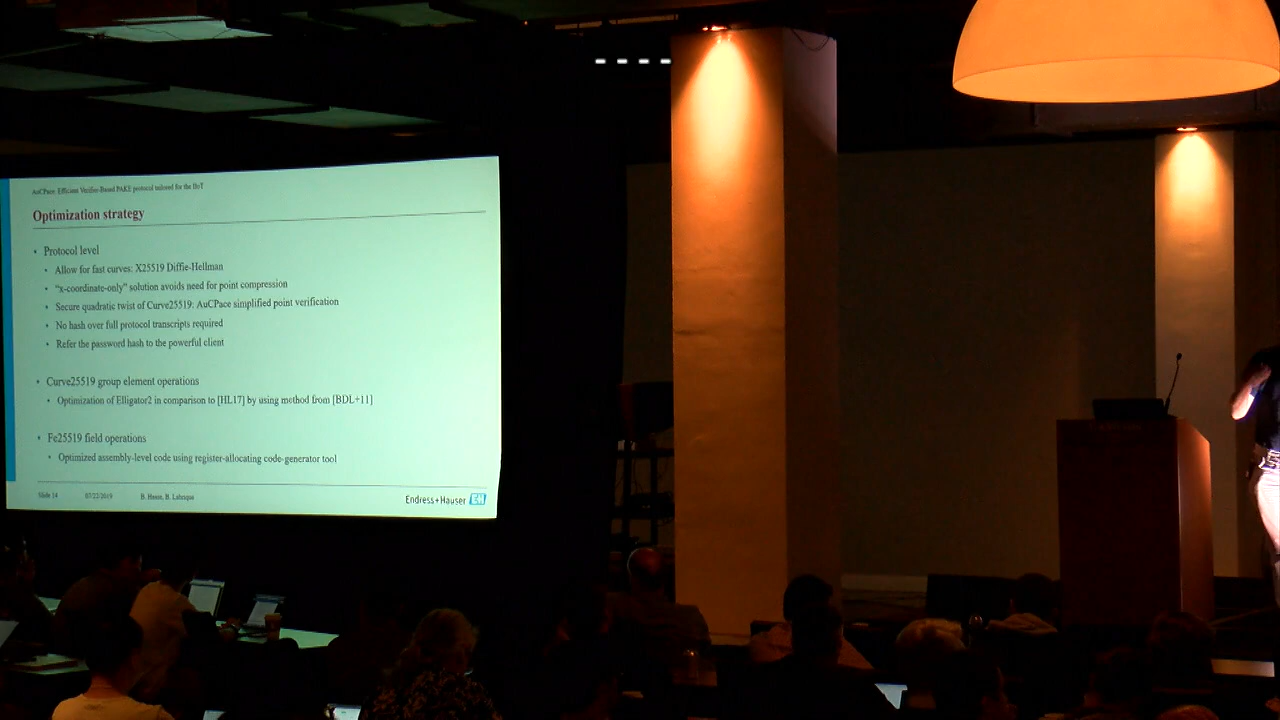 AuCPace: Efficient Verifier-Based PAKE protocol tailored for the IIoT
Optimization strategy
• Protocol level
• Allow for fast curves: X25519 Diffie-Hellman
• "x-coordinate-only" solution avoids need for point compression
• Secure quadratic twist of Curve25519: AuCPace simplified point verification
• No hash over full protocol transcripts required
• Refer the password hash to the powerful client
• Curve25519 group element operations
• Optimization of Elligator2 in comparison to [HL17] by using method from [BDL+11]
• Fe25519 field operations
• Optimized assembly-level code using register-allocating code-generator tool
Slide 14 07/22/2019 B. Haase, B. Labrique Endress+Hauser EH